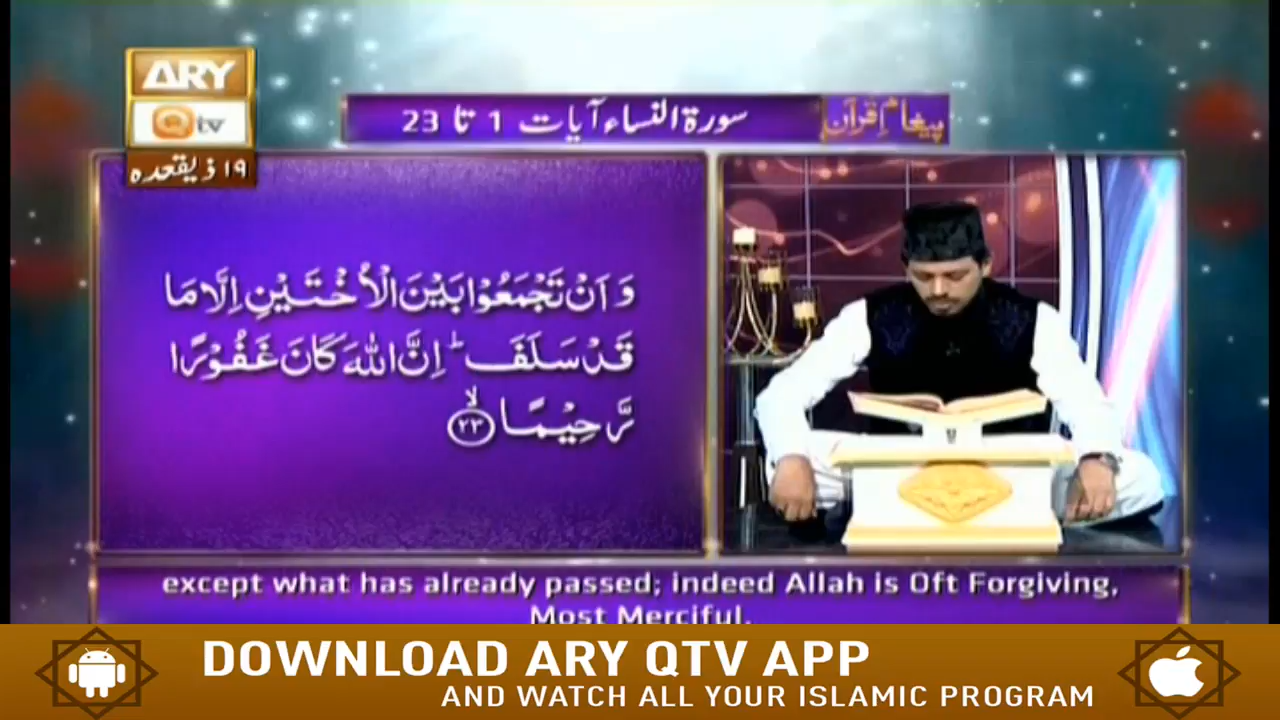 ARY
Qtv
۱۹ ذیقعدہ
پیغام قرآن
سورۃ النساء آیات 1 تا 23
وَ اَنْ تَجْمَعُوْا بَیْنَ الْاُخْتَیْنِ اِلَّا مَا
قَدْ سَلَفَ ؕ اِنَّ اللّٰهَ كَانَ غَفُوْرًا
رَّحِیْمًا ۙ﴿۲۳﴾
except what has already passed; indeed Allah is Oft Forgiving,
Most Merciful.
DOWNLOAD ARY QTV APP
AND WATCH ALL YOUR ISLAMIC PROGRAM